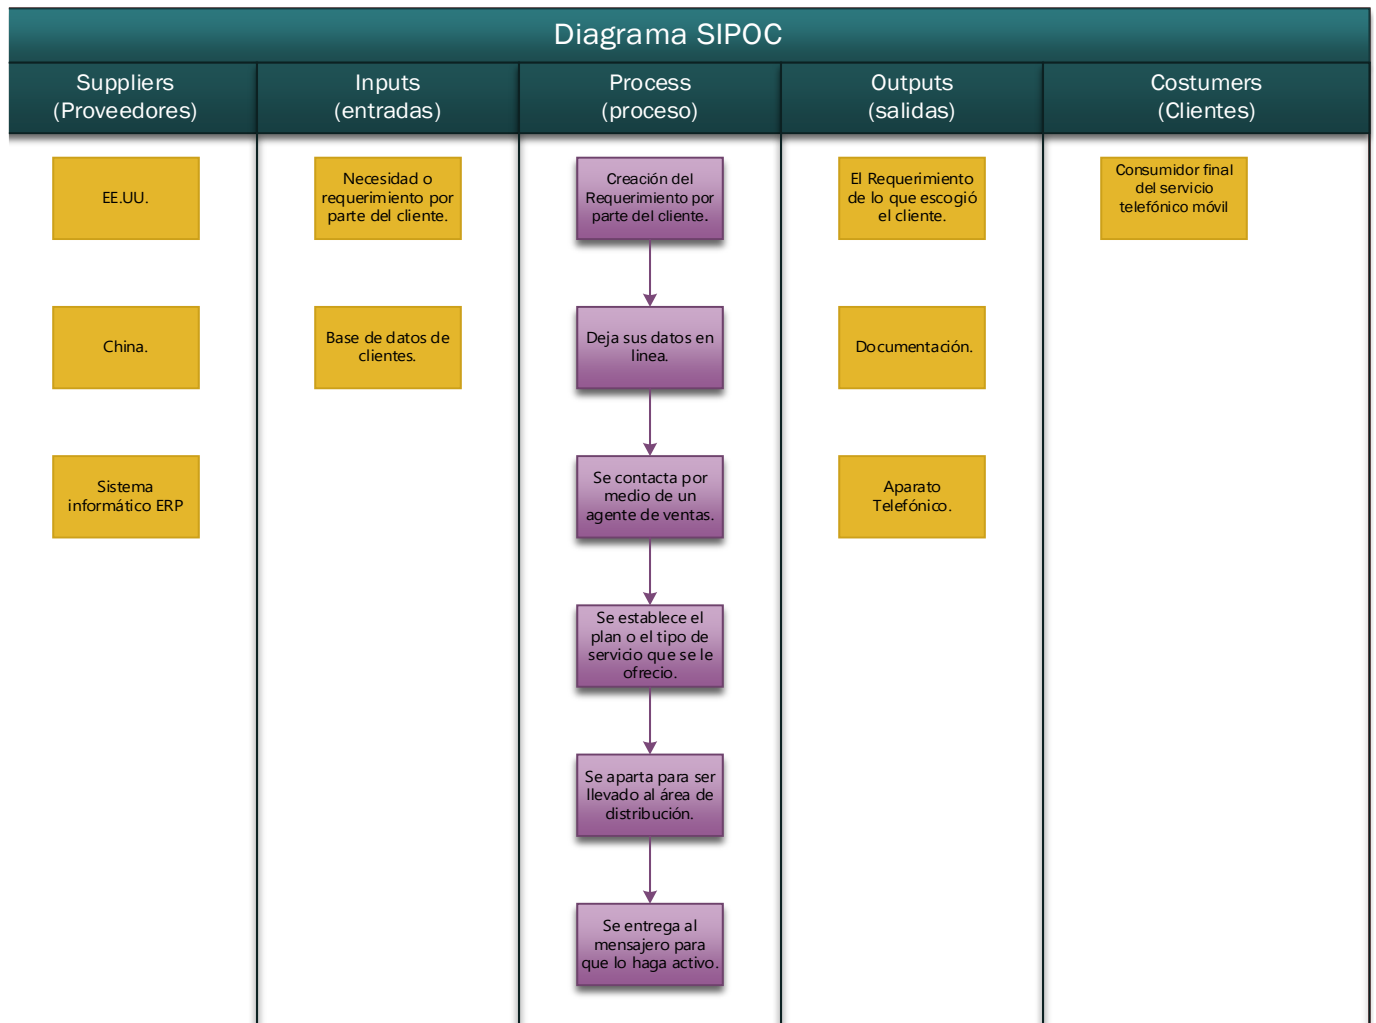 Diagrama SIPOC
Suppliers
(Proveedores)
Inputs
(entradas)
Process
(proceso)
Outputs
(salidas)
Costumers
(Clientes)
EE.UU.
China.
Sistema
informático ERP
Necesidad o
requerimiento por
parte del cliente.
Base de datos de
clientes.
Creación del
Requerimiento por
parte del cliente.
Deja sus datos en
linea.
Se contacta por
medio de un
agente de ventas.
Se establece el
plan o el tipo de
servicio que se le
ofrecio.
Se aparta para ser
llevado al área de
distribución.
Se entrega al
mensajero para
que lo haga activo.
El Requerimiento
de lo que escogió
el cliente.
Documentación.
Aparato
Telefónico.
Consumidor final
del servicio
telefónico móvil